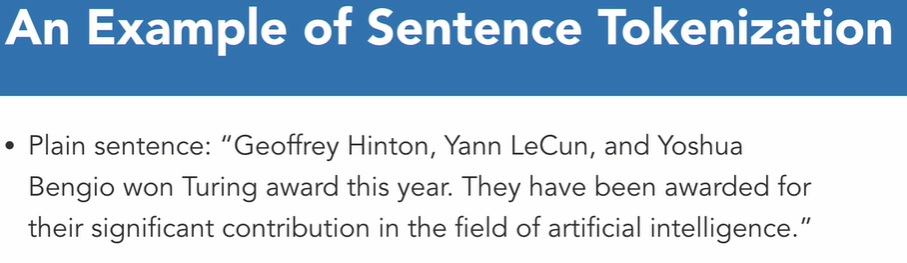 An Example of Sentence Tokenization
• Plain sentence: “Geoffrey Hinton, Yann LeCun, and Yoshua
Bengio won Turing award this year. They have been awarded for
their significant contribution in the field of artificial intelligence.”